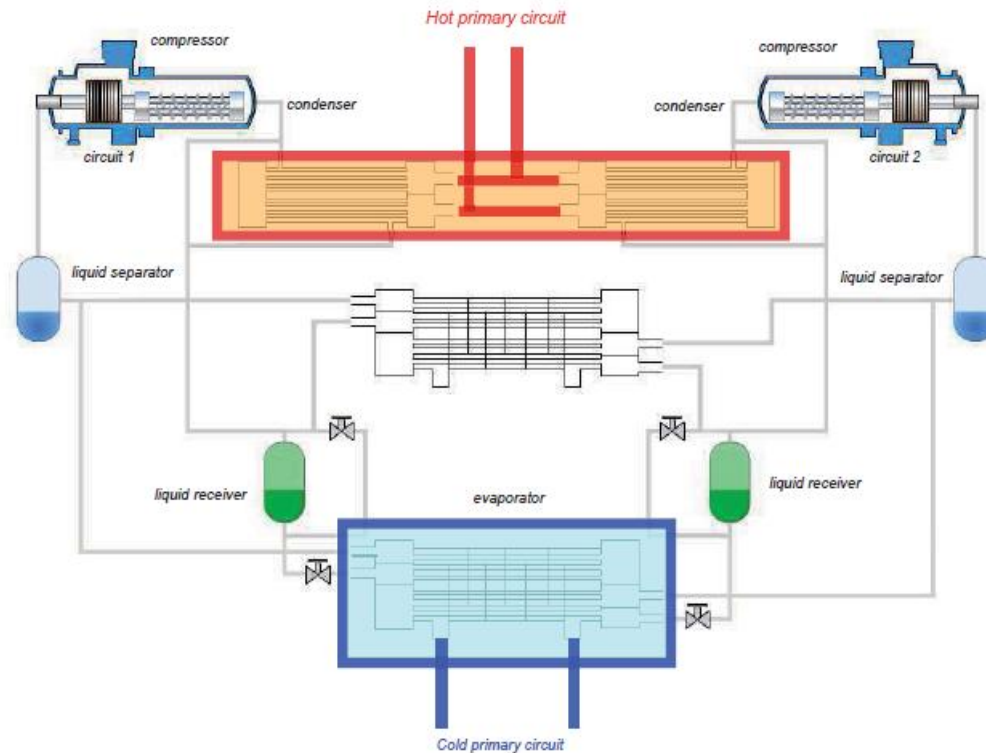 Hot primary circuit
compressor
compressor
condenser
condenser
circuit 1
circuit 2
liquid separator
liquid separator
liquid receiver
evaporator
liquid receiver
Cold primary circuit